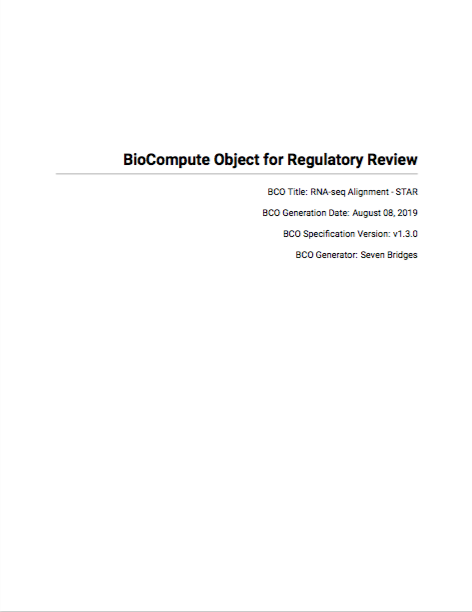 BioCompute Object for Regulatory Review
BCO Title: RNA-seq Alignment - STAR
BCO Generation Date: August 08, 2019
BCO Specification Version: v1.3.0
BCO Generator: Seven Bridges